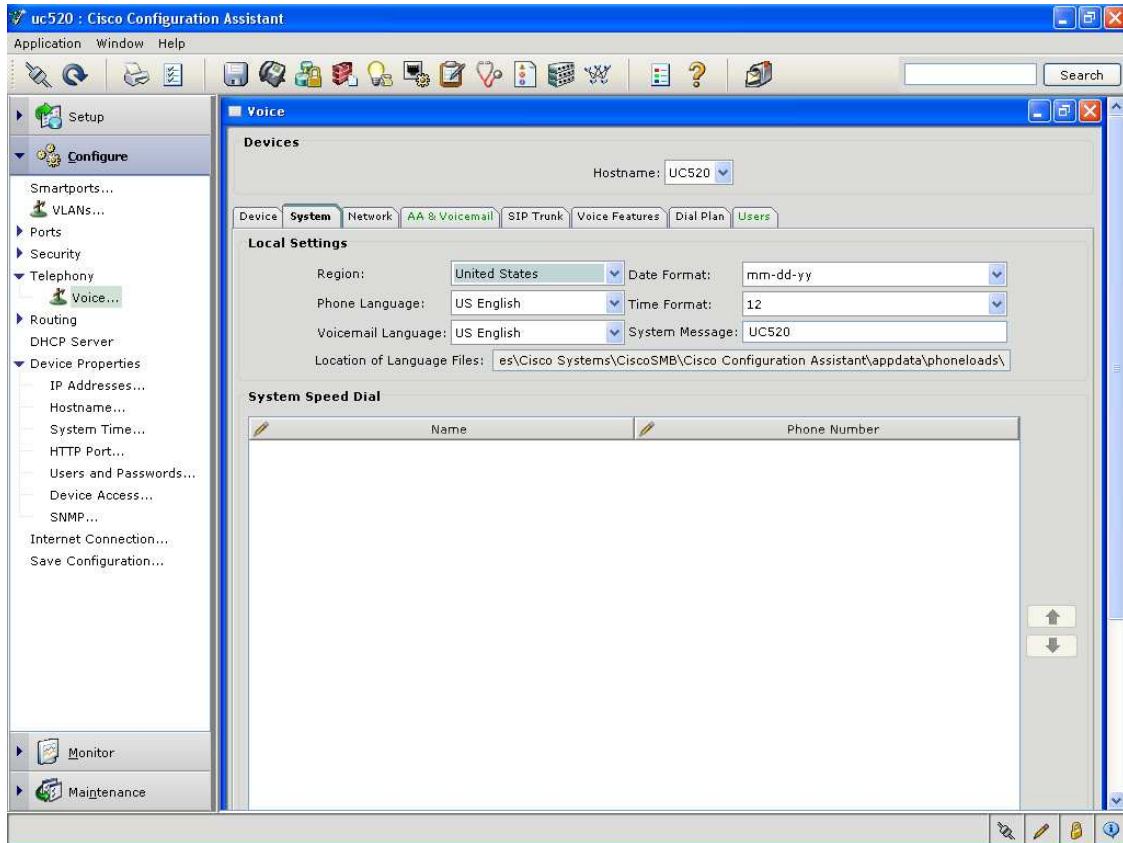 uc520 : Cisco Configuration Assistant
Application Window Help
Search
Setup
Configure
Smartports...
VLANs...
Ports
Security
Telephony
Voice...
Routing
DHCP Server
Device Properties
IP Addresses...
Hostname...
System Time...
HTTP Port...
Users and Passwords...
Device Access...
SNMP...
Internet Connection...
Save Configuration...
Monitor
Maintenance
Voice
Devices
Hostname: UC520
Device System Network AA & Voicemail SIP Trunk Voice Features Dial Plan Users
Local Settings
Region: United States Date Format: mm-dd-yy
Phone Language: US English Time Format: 12
Voicemail Language: US English System Message: UC520
Location of Language Files: es\Cisco Systems\CiscoSMB\Cisco Configuration Assistant\appdata\phoneloads\
System Speed Dial
Name Phone Number